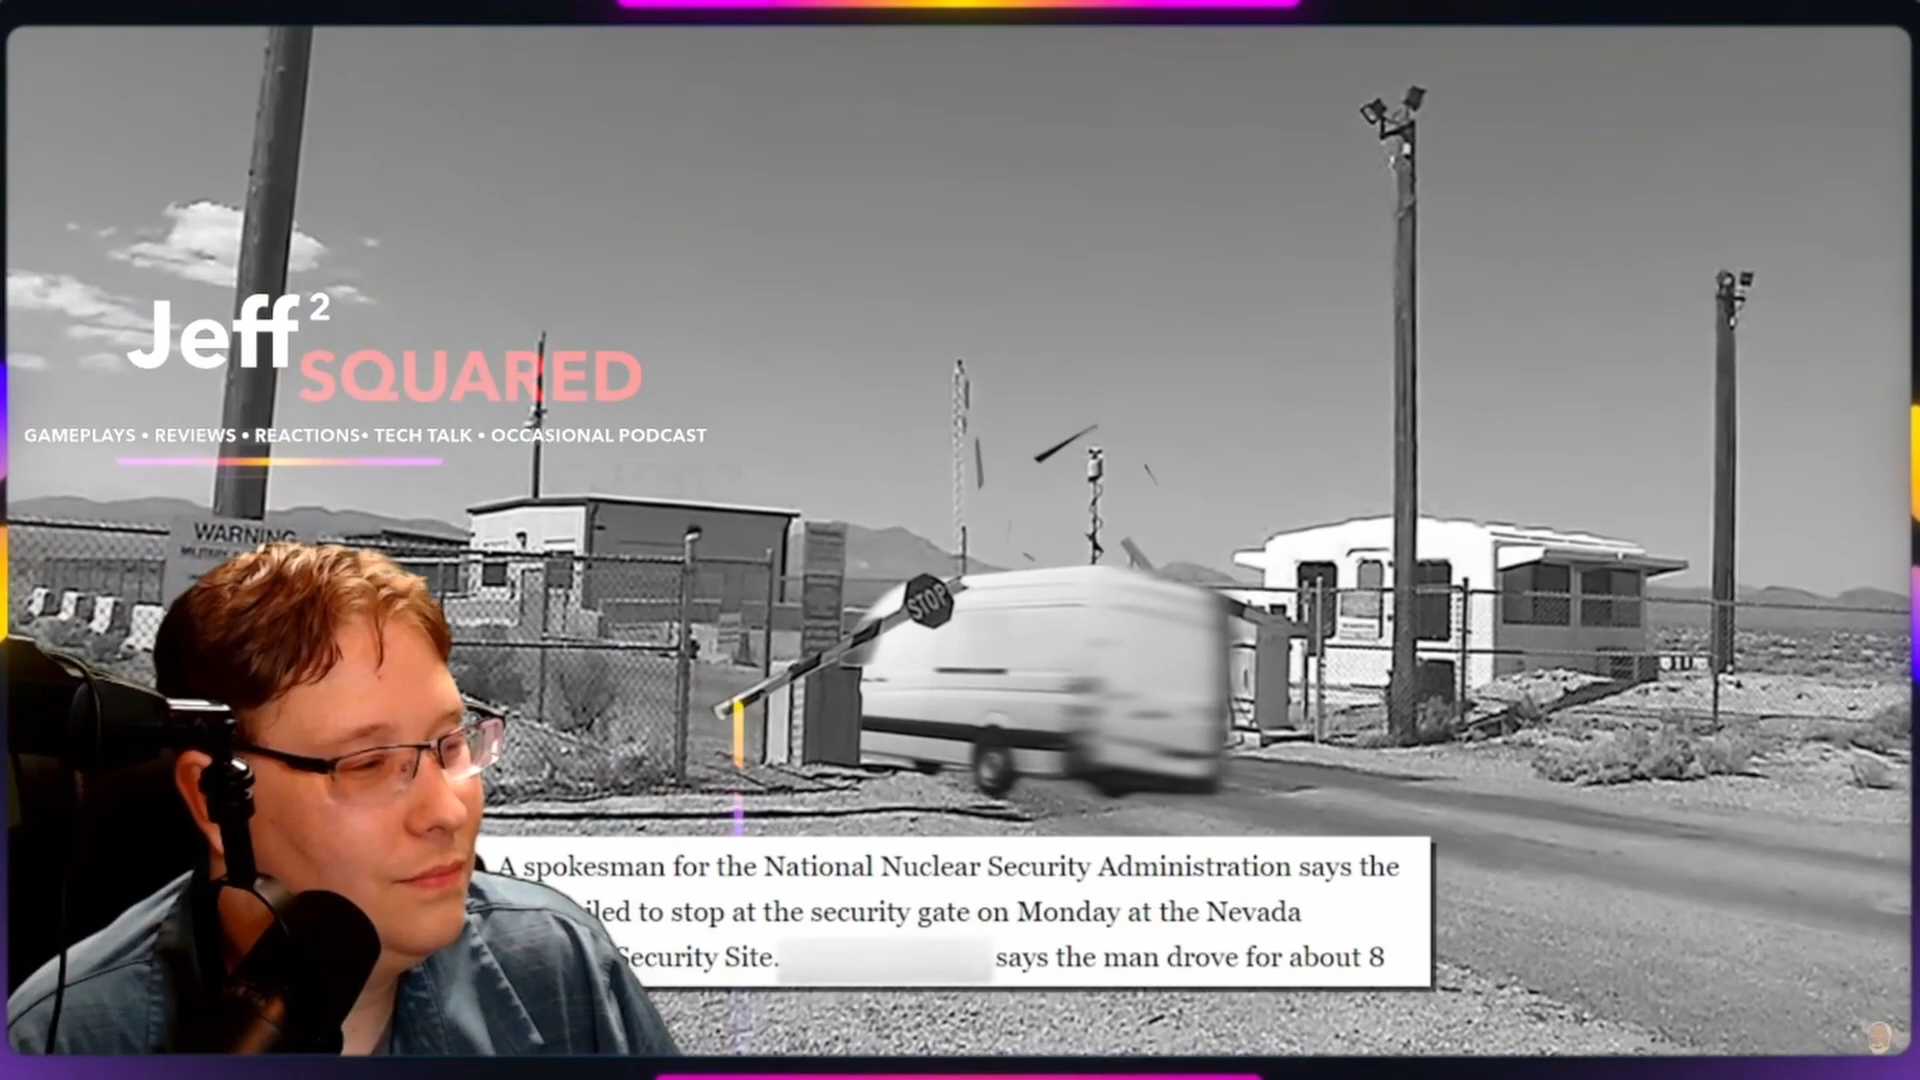 Jeff²
SQUARED
GAMEPLAYS • REVIEWS • REACTIONS• TECH TALK • OCCASIONAL PODCAST
WARNING
STOP
A spokesman for the National Nuclear Security Administration says the
iled to stop at the security gate on Monday at the Nevada
Security Site. says the man drove for about 8